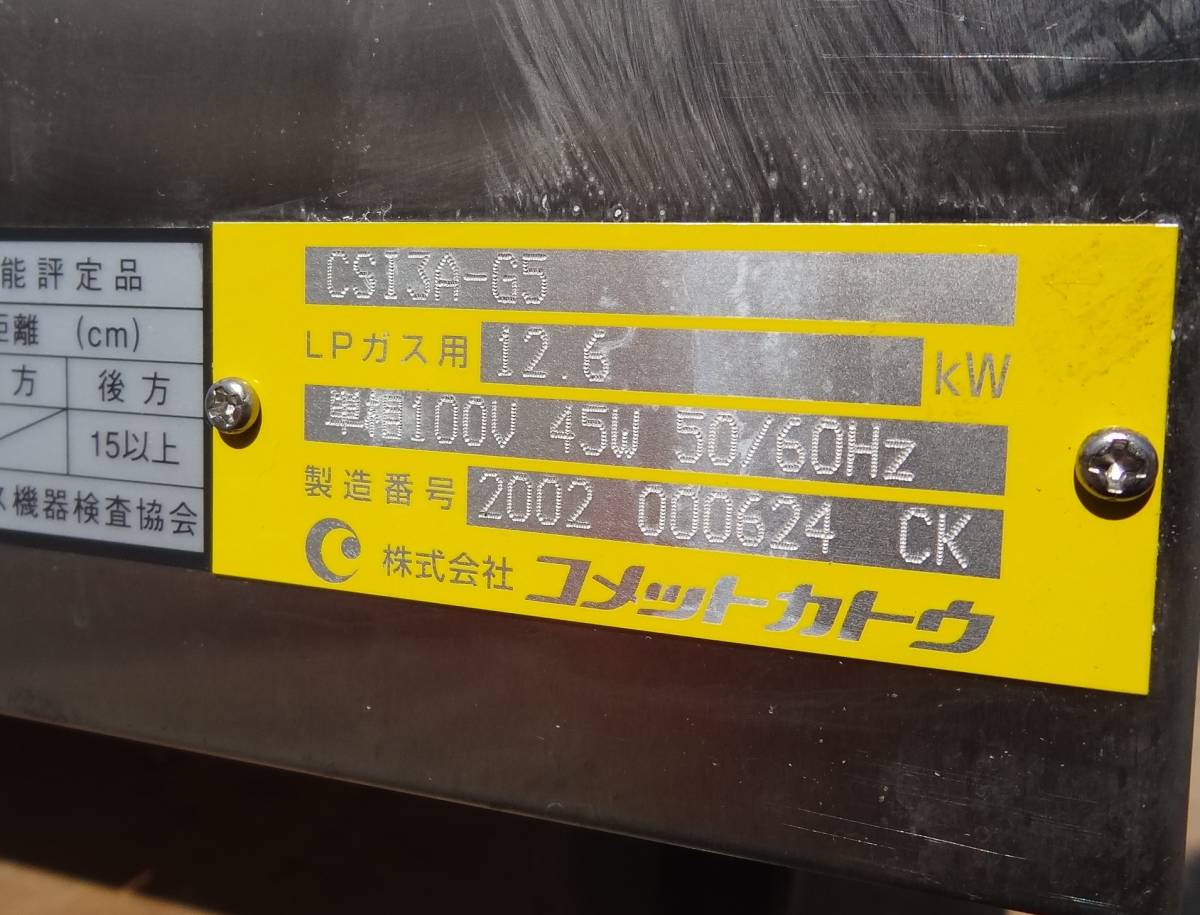 能評定品
距離 (cm)
方 後方
15以上
ス機器検査協会
CSI3A-G5
LPガス用 12.6 kW
単相100V 45W 50/60Hz
製造番号 2002 000624 CK
株式会社 コメットカトウ